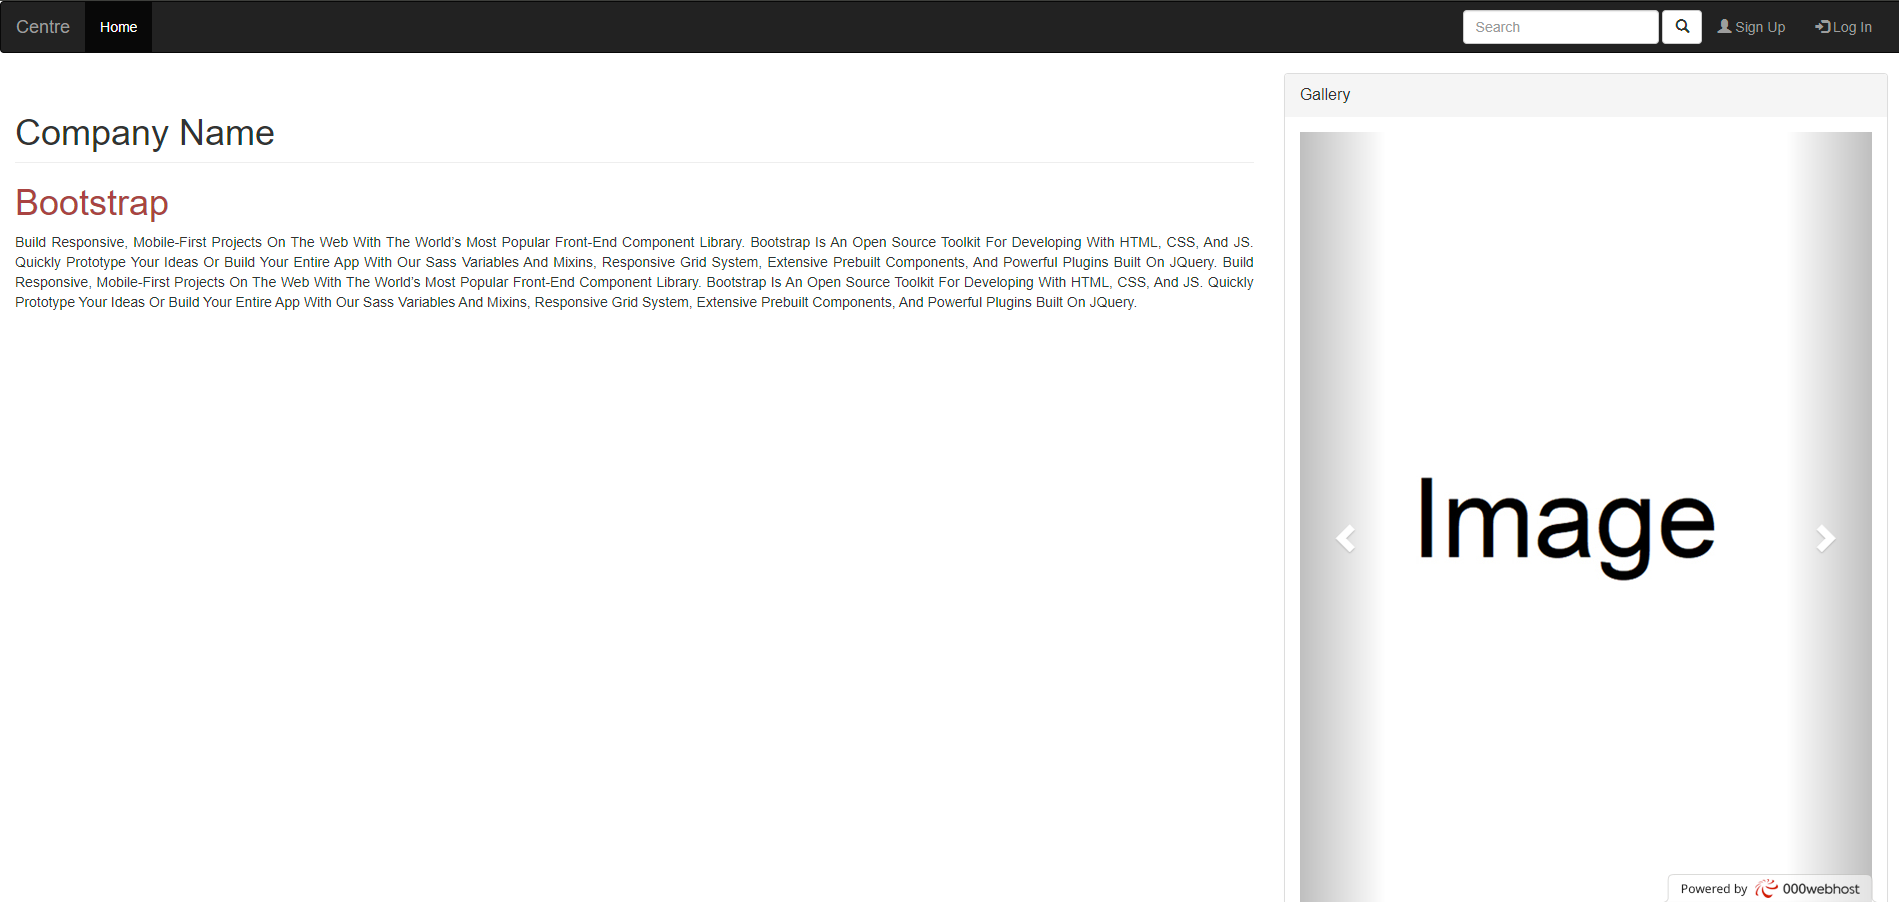 Centre Home Search Sign Up Log In
Gallery
Company Name
Bootstrap
Build Responsive, Mobile-First Projects On The Web With The World’s Most Popular Front-End Component Library. Bootstrap Is An Open Source Toolkit For Developing With HTML, CSS, And JS.
Quickly Prototype Your Ideas Or Build Your Entire App With Our Sass Variables And Mixins, Responsive Grid System, Extensive Prebuilt Components, And Powerful Plugins Built On JQuery. Build
Responsive, Mobile-First Projects On The Web With The World’s Most Popular Front-End Component Library. Bootstrap Is An Open Source Toolkit For Developing With HTML, CSS, And JS. Quickly
Prototype Your Ideas Or Build Your Entire App With Our Sass Variables And Mixins, Responsive Grid System, Extensive Prebuilt Components, And Powerful Plugins Built On JQuery.
Image
Powered by 000webhost